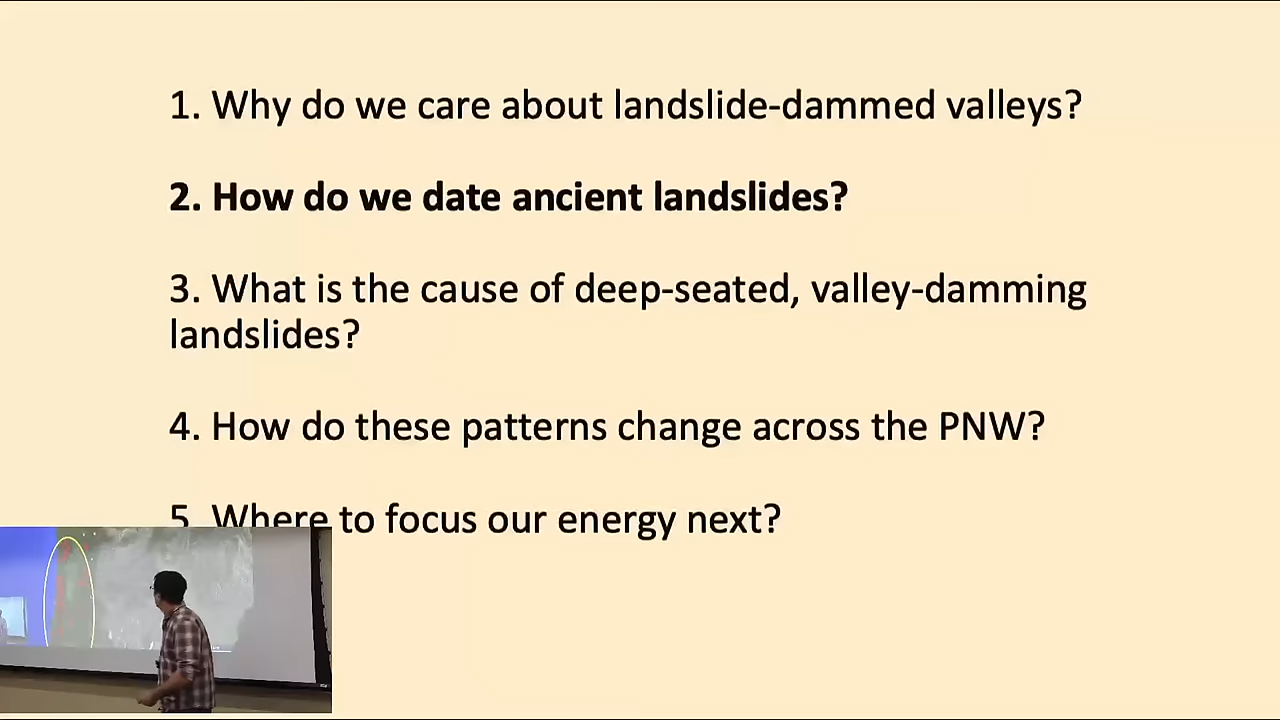 1. Why do we care about landslide-dammed valleys?
2. How do we date ancient landslides?
3. What is the cause of deep-seated, valley-damming
landslides?
4. How do these patterns change across the PNW?
5. Where to focus our energy next?